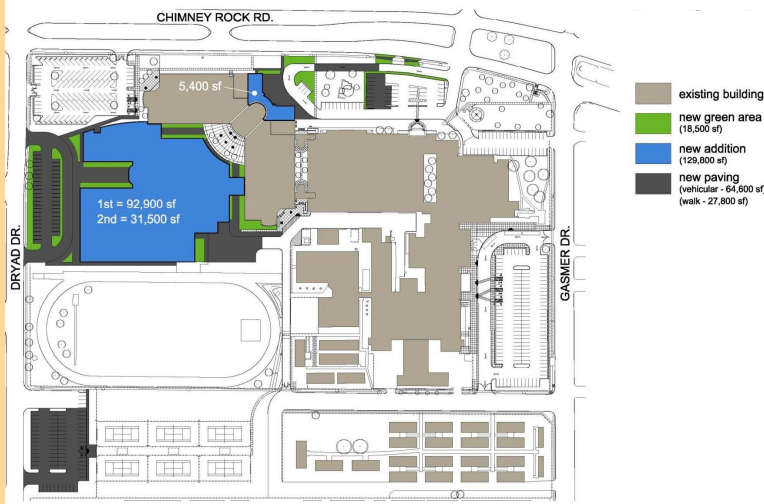 CHIMNEY ROCK RD.
5,400 sf
existing building
new green area
(18,500 sf)
new addition
(129,800 sf)
new paving
(vehicular - 64,600 sf)
(walk - 27,800 sf)
1st = 92,900 sf
2nd = 31,500 sf
DRYAD DR.
GASMER DR.